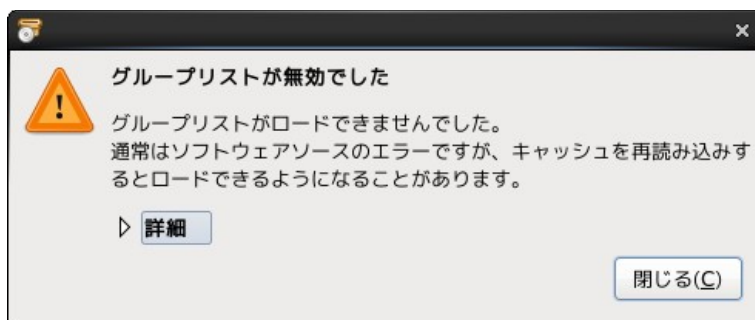 グループリストが無効でした
グループリストがロードできませんでした。
通常はソフトウェアソースのエラーですが、キャッシュを再読み込みす
るとロードできるようになることがあります。
詳細
閉じる(C)